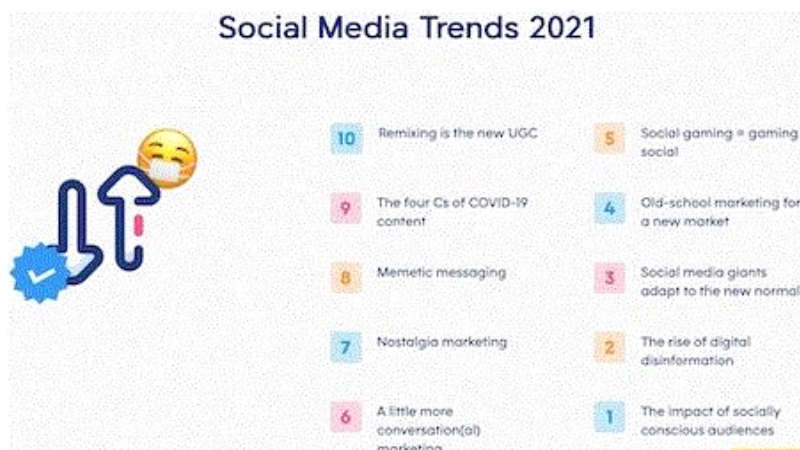 Social Media Trends 2021
10 Remixing is the new UGC
9 The four Cs of COVID-19
content
8 Memetic messaging
7 Nostalgia marketing
6 A little more
conversation(al)
marketing
5 Social gaming = gaming
social
4 Old-school marketing for
a new market
3 Social media giants
adapt to the new normal
2 The rise of digital
disinformation
1 The impact of socially
conscious audiences